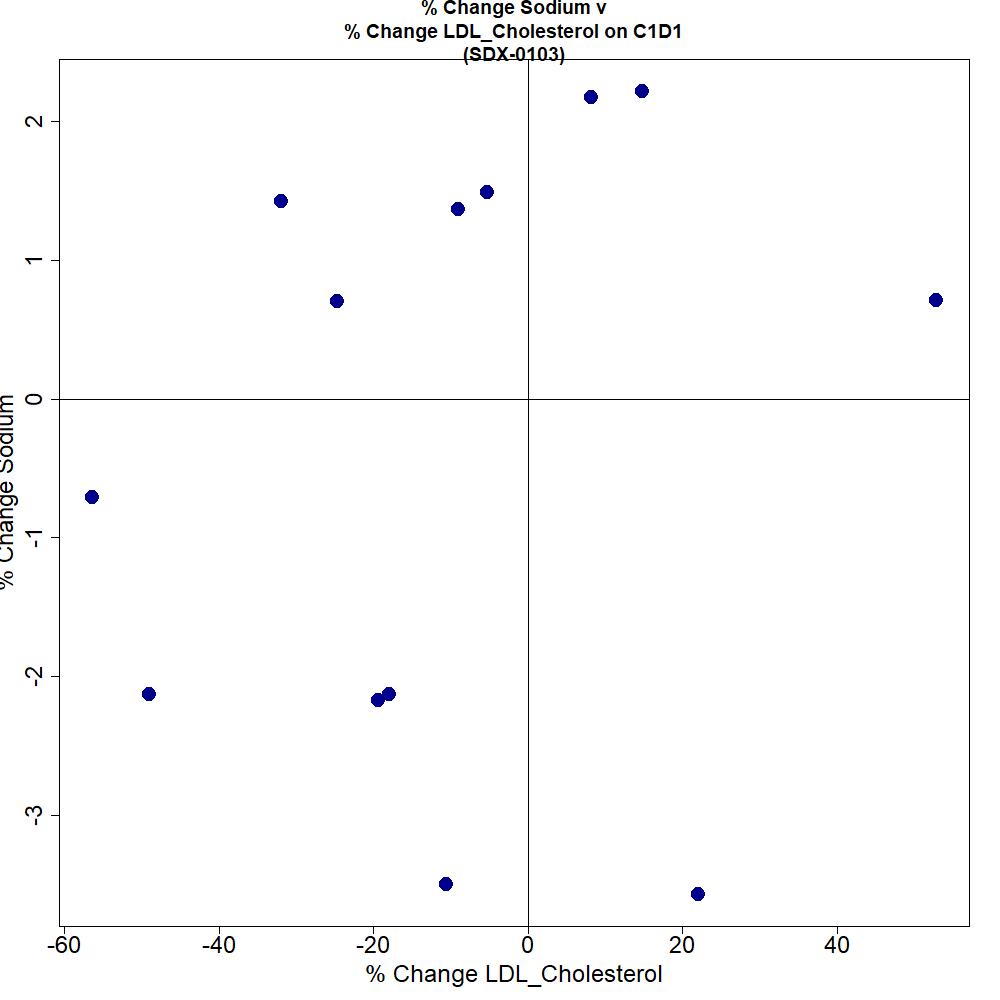 % Change Sodium v
% Change LDL_Cholesterol on C1D1
(SDX-0103)
% Change Sodium
2
1
0
-1
-2
-3
-60 -40 -20 0 20 40
% Change LDL_Cholesterol